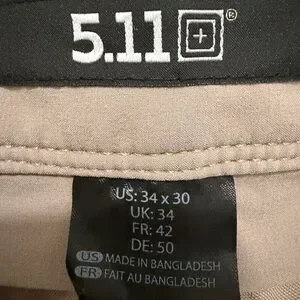 5.11 ®
US: 34 x 30
UK: 34
FR: 42
DE: 50
US MADE IN BANGLADESH
FR FAIT AU BANGLADESH